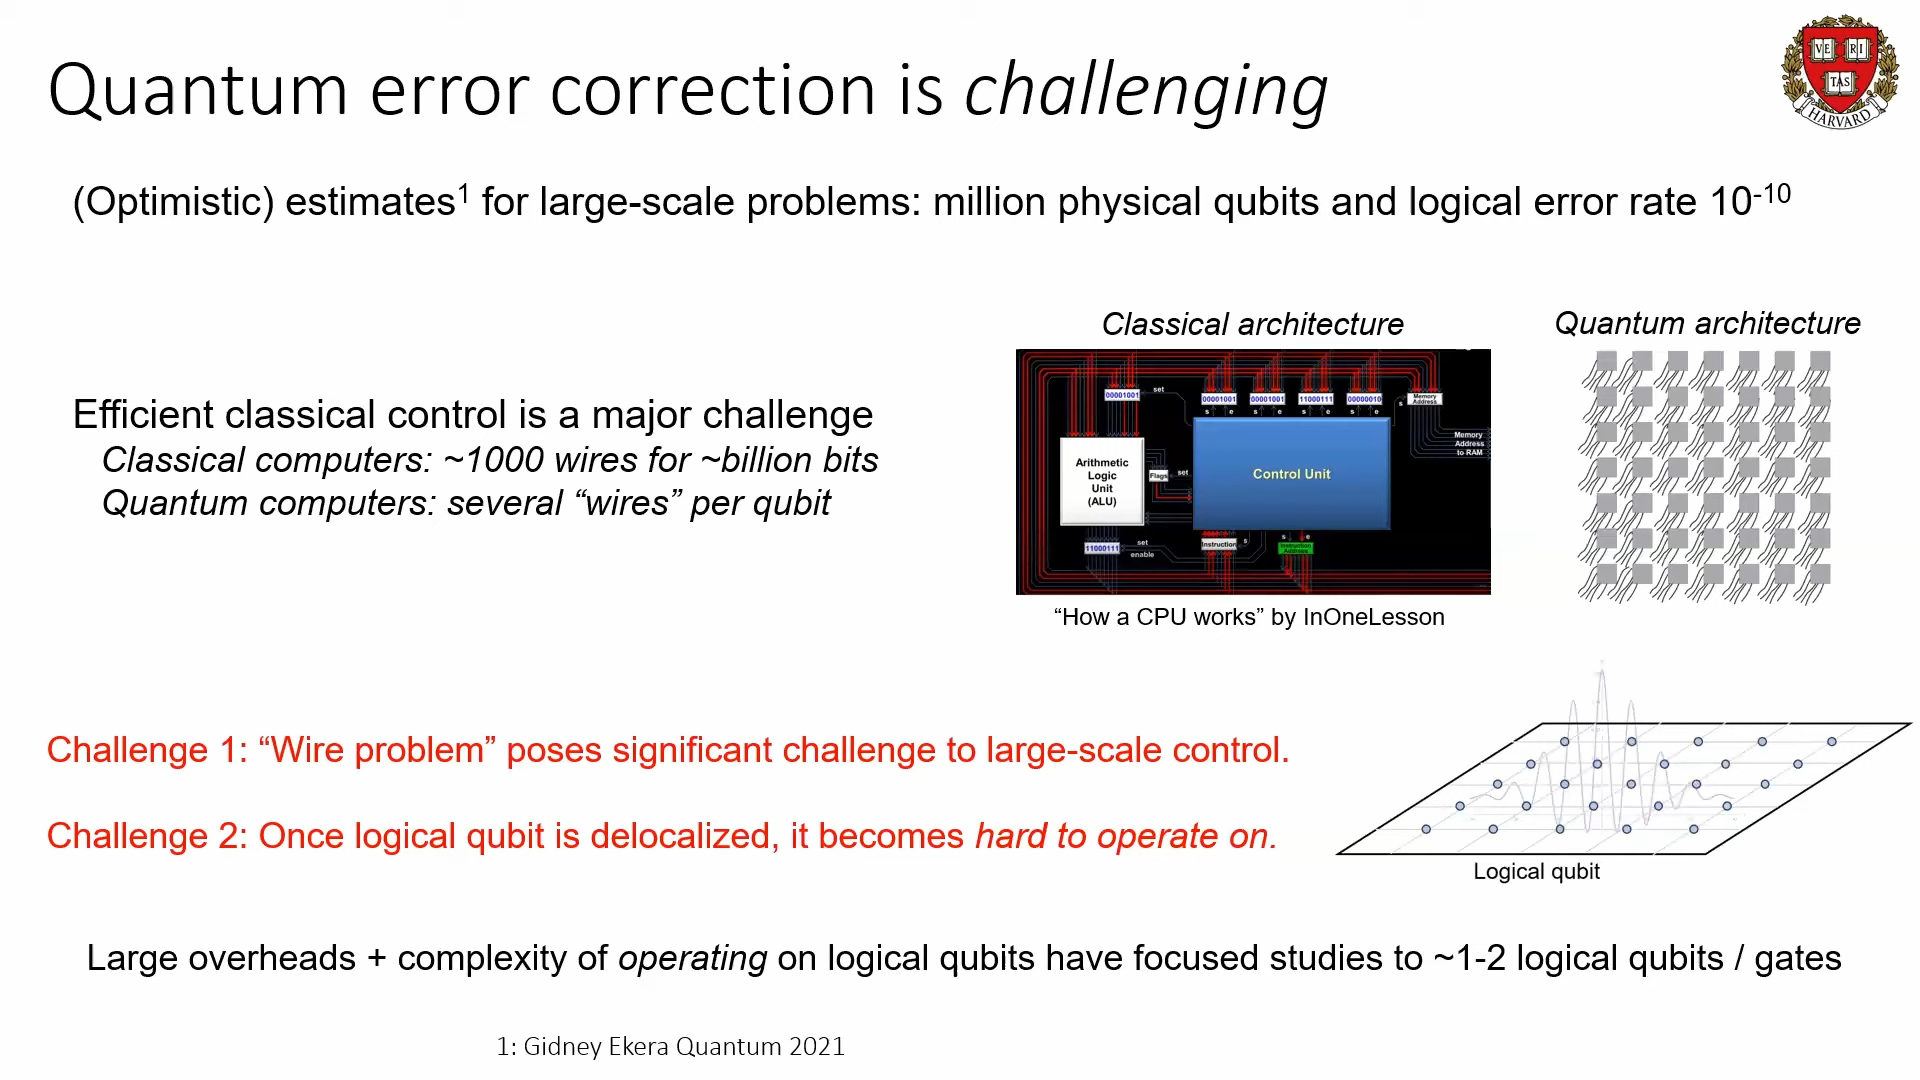 Quantum error correction is challenging
VE RI
TAS
HARVARD
(Optimistic) estimates¹ for large-scale problems: million physical qubits and logical error rate 10⁻¹⁰
Classical architecture
Quantum architecture
Efficient classical control is a major challenge
Classical computers: ~1000 wires for ~billion bits
Quantum computers: several “wires” per qubit
00001001
set
00001001
00001001
11000111
00000010
s e
s e
s e
s e
s
Memory
Address
Memory
Address
to RAM
Arithmetic
Logic
Unit
(ALU)
Flags
set
Control Unit
11000111
set
enable
Instruction
s
s e
Instruction
Address
“How a CPU works” by InOneLesson
Challenge 1: “Wire problem” poses significant challenge to large-scale control.
Challenge 2: Once logical qubit is delocalized, it becomes hard to operate on.
Logical qubit
Large overheads + complexity of operating on logical qubits have focused studies to ~1-2 logical qubits / gates
1: Gidney Ekera Quantum 2021